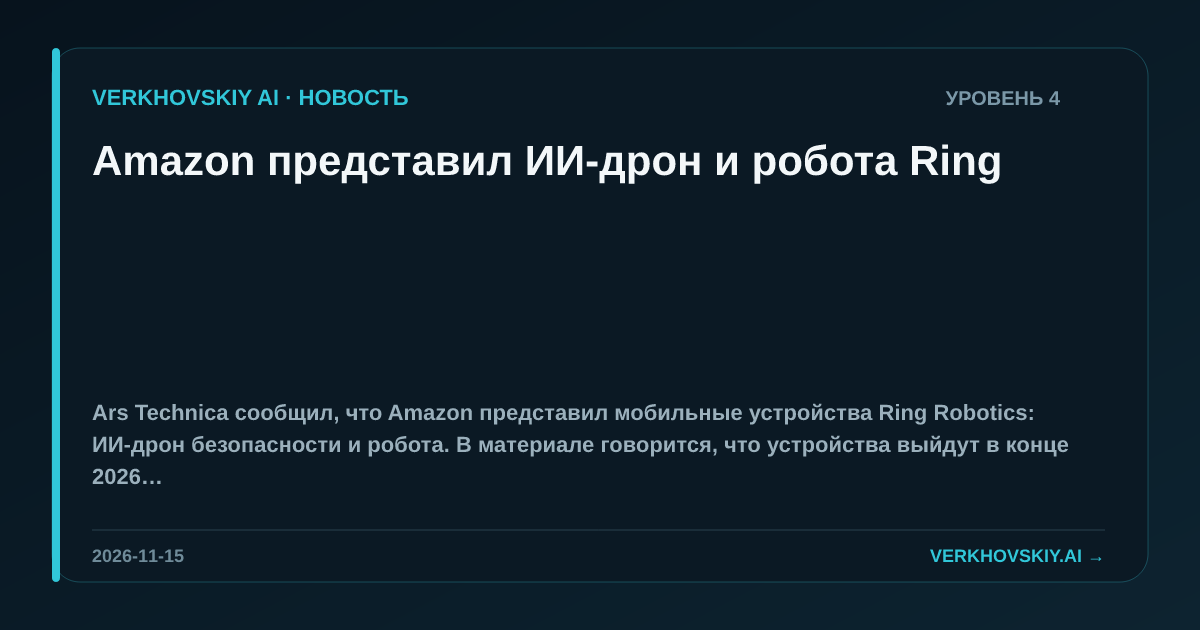 VERKHOVSKIY AI · НОВОСТЬ
УРОВЕНЬ 4
Amazon представил ИИ-дрон и робота Ring
Ars Technica сообщил, что Amazon представил мобильные устройства Ring Robotics:
ИИ-дрон безопасности и робота. В материале говорится, что устройства выйдут в конце
2026…
2026-11-15
VERKHOVSKIY.AI →